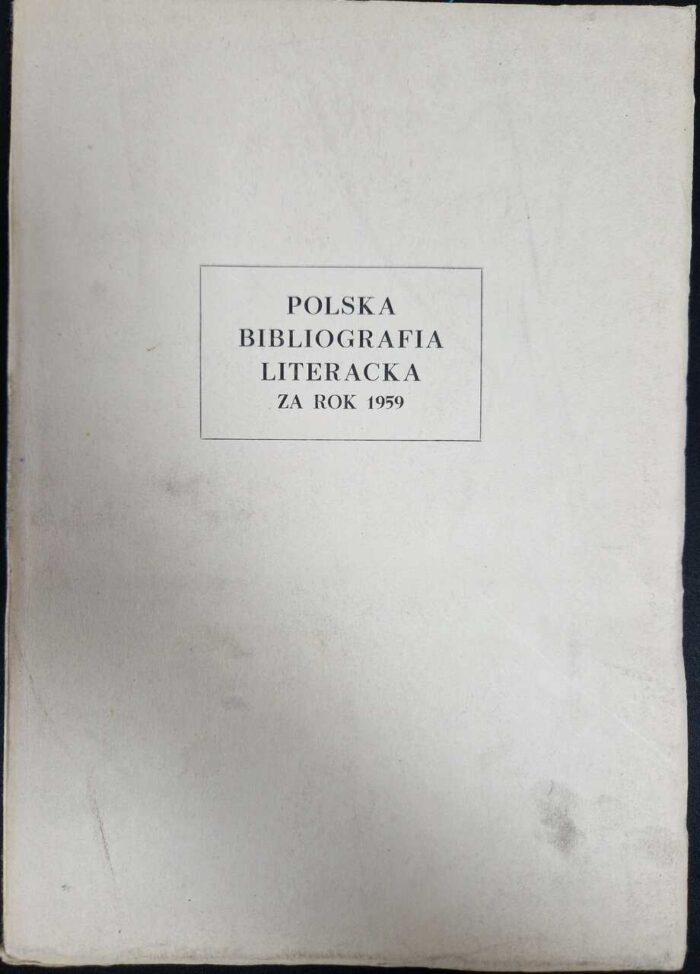 POLSKA
BIBLIOGRAFIA
LITERACKA
ZA ROK 1959